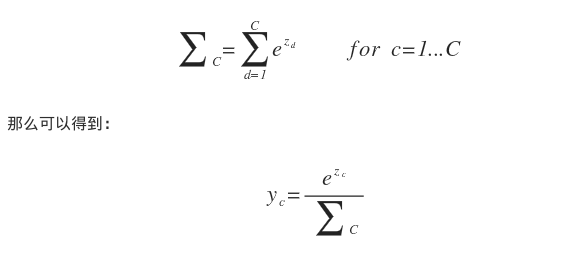 ∑_C = ∑_{d=1}^{C} e^{z_d}    for c=1...C
那么可以得到：
y_c = e^{z_c} / ∑_C